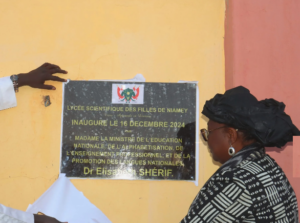 LYCEE SCIENTIFIQUE DES FILLES DE NIAMEY
INAUGURE LE 16 DECEMBRE 2024
MADAME LA MINISTRE DE L'EDUCATION
NATIONALE, DE L'ALPHABETISATION, DE
L'ENSEIGNEMENT PROFESSIONNEL ET DE LA
PROMOTION DES LANGUES NATIONALES
Dr Elisabeth SHERIF